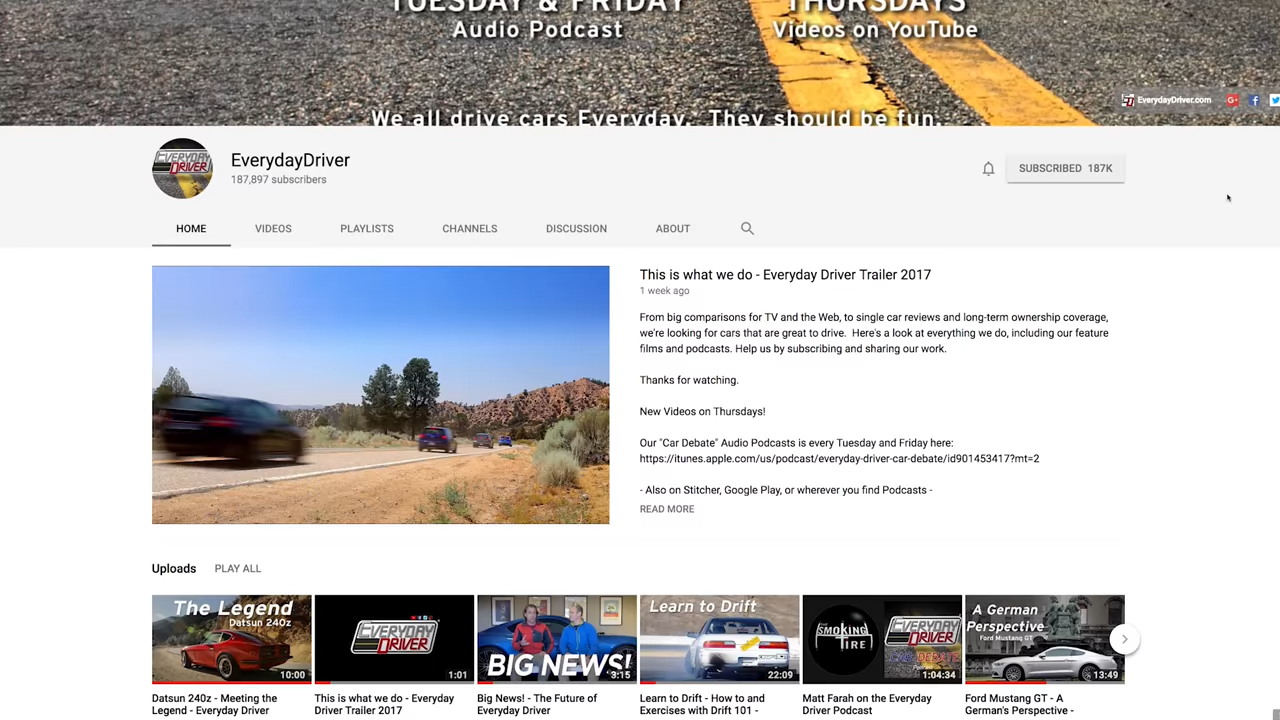 TUESDAY & FRIDAY
THURSDAYS
Audio Podcast
Videos on YouTube
EverydayDriver.com
We all drive cars Everyday. They should be fun.
EVERYDAY
DRIVER
EverydayDriver
187,897 subscribers
SUBSCRIBED 187K
HOME
VIDEOS
PLAYLISTS
CHANNELS
DISCUSSION
ABOUT
This is what we do - Everyday Driver Trailer 2017
1 week ago
From big comparisons for TV and the Web, to single car reviews and long-term ownership coverage,
we're looking for cars that are great to drive. Here's a look at everything we do, including our feature
films and podcasts. Help us by subscribing and sharing our work.
Thanks for watching.
New Videos on Thursdays!
Our "Car Debate" Audio Podcasts is every Tuesday and Friday here:
https://itunes.apple.com/us/podcast/everyday-driver-car-debate/id901453417?mt=2
- Also on Stitcher, Google Play, or wherever you find Podcasts -
READ MORE
Uploads
PLAY ALL
The Legend
Datsun 240z
10:00
EVERYDAY
DRIVER
1:01
BIG NEWS!
3:15
Learn to Drift
22:09
THE
SMOKING
TIRE
EVERYDAY
DRIVER
CAR DEBATE
1:04:34
A German
Perspective
Ford Mustang GT
13:49
Datsun 240z - Meeting the
Legend - Everyday Driver
This is what we do - Everyday
Driver Trailer 2017
Big News! - The Future of
Everyday Driver
Learn to Drift - How to and
Exercises with Drift 101 -
Matt Farah on the Everyday
Driver Podcast
Ford Mustang GT - A
German's Perspective -